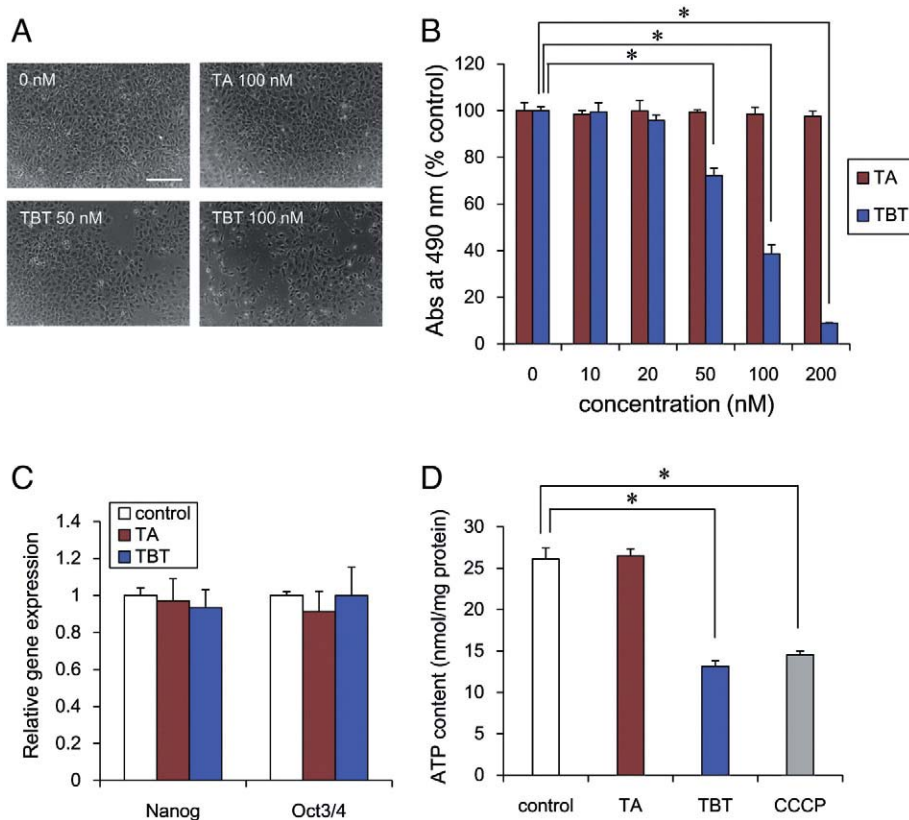 A
0 nM
TA 100 nM
TBT 50 nM
TBT 100 nM
B
*
*
*
120
100
80
60
40
20
0
Abs at 490 nm (% control)
0 10 20 50 100 200
concentration (nM)
TA
TBT
C
control
TA
TBT
1.4
1.2
1
0.8
0.6
0.4
0.2
0
Relative gene expression
Nanog Oct3/4
D
*
*
30
25
20
15
10
5
0
ATP content (nmol/mg protein)
control TA TBT CCCP